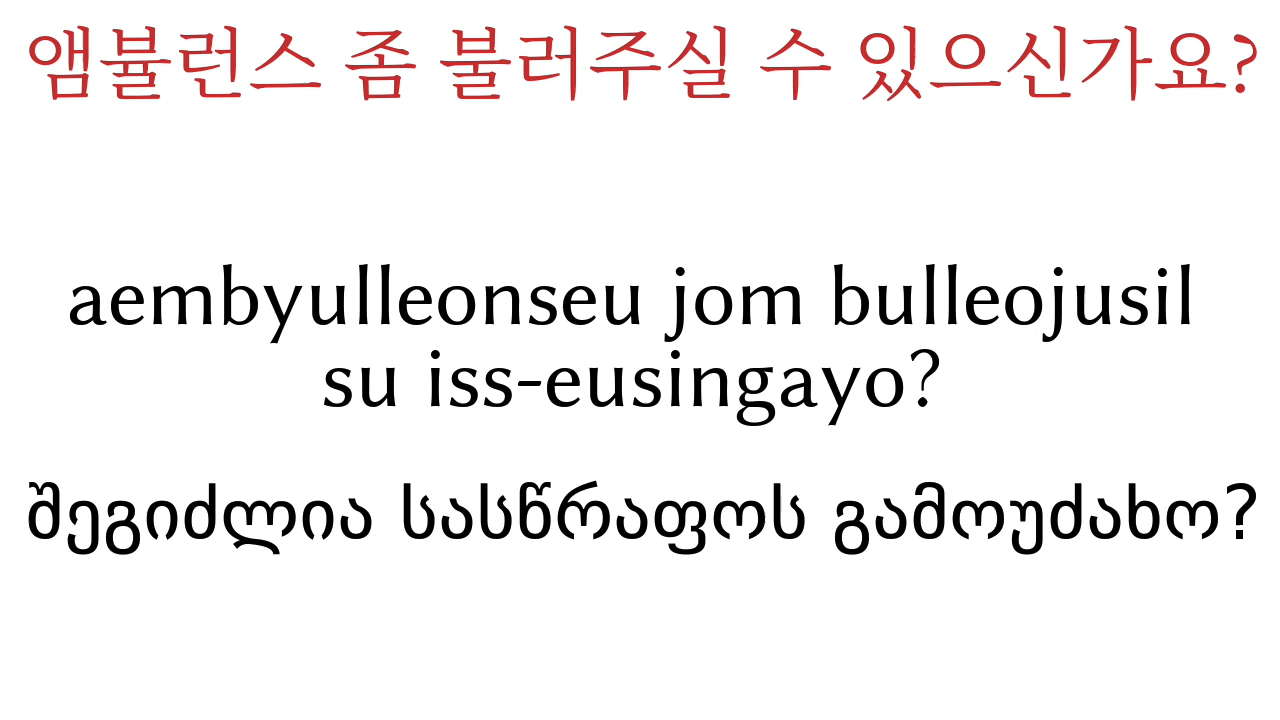 앰뷸런스 좀 불러주실 수 있으신가요?
aembyulleonseu jom bulleojusil
su iss-eusingayo?
შეგიძლია სასწრაფოს გამოუძახო?